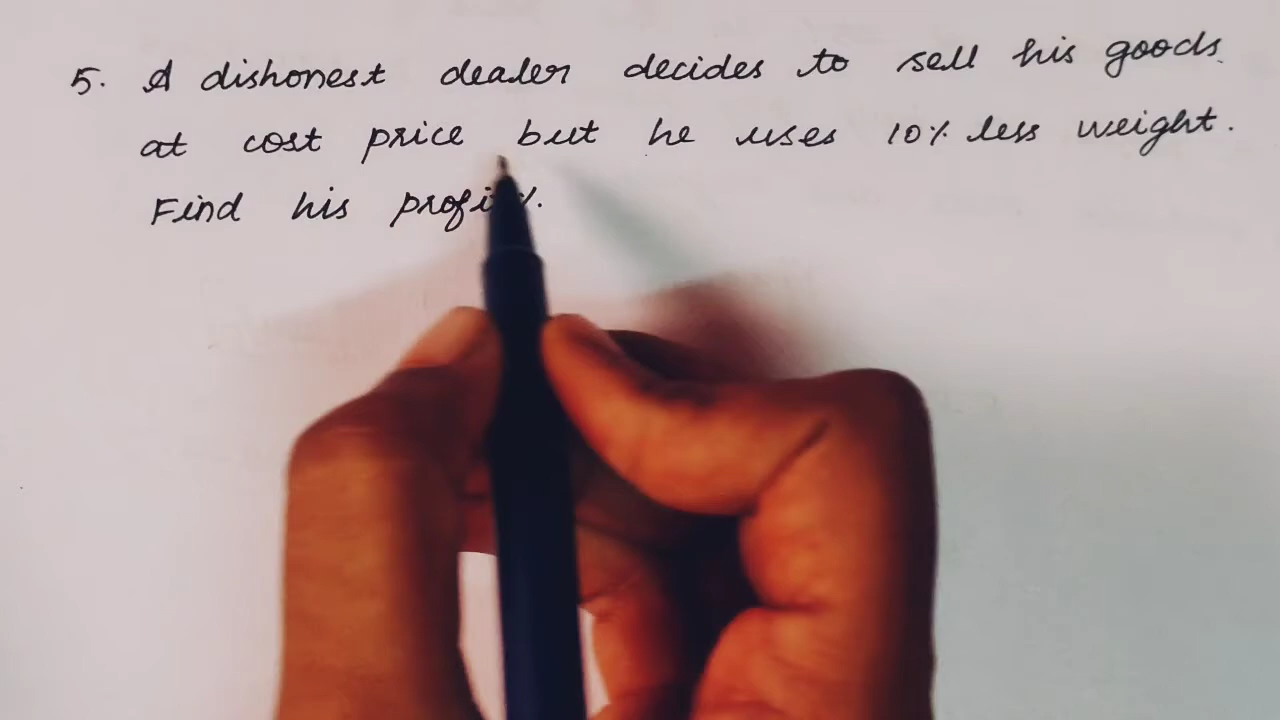 5. A dishonest dealer decides to sell his goods
at cost price but he uses 10% less weight.
Find his profit%.